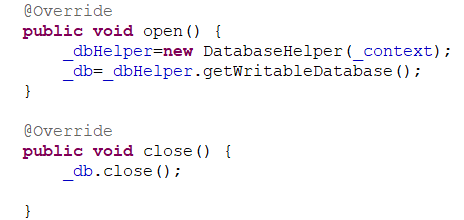 @Override
public void open() {
    _dbHelper=new DatabaseHelper(_context);
    _db=_dbHelper.getWritableDatabase();
}
@Override
public void close() {
    _db.close();
}